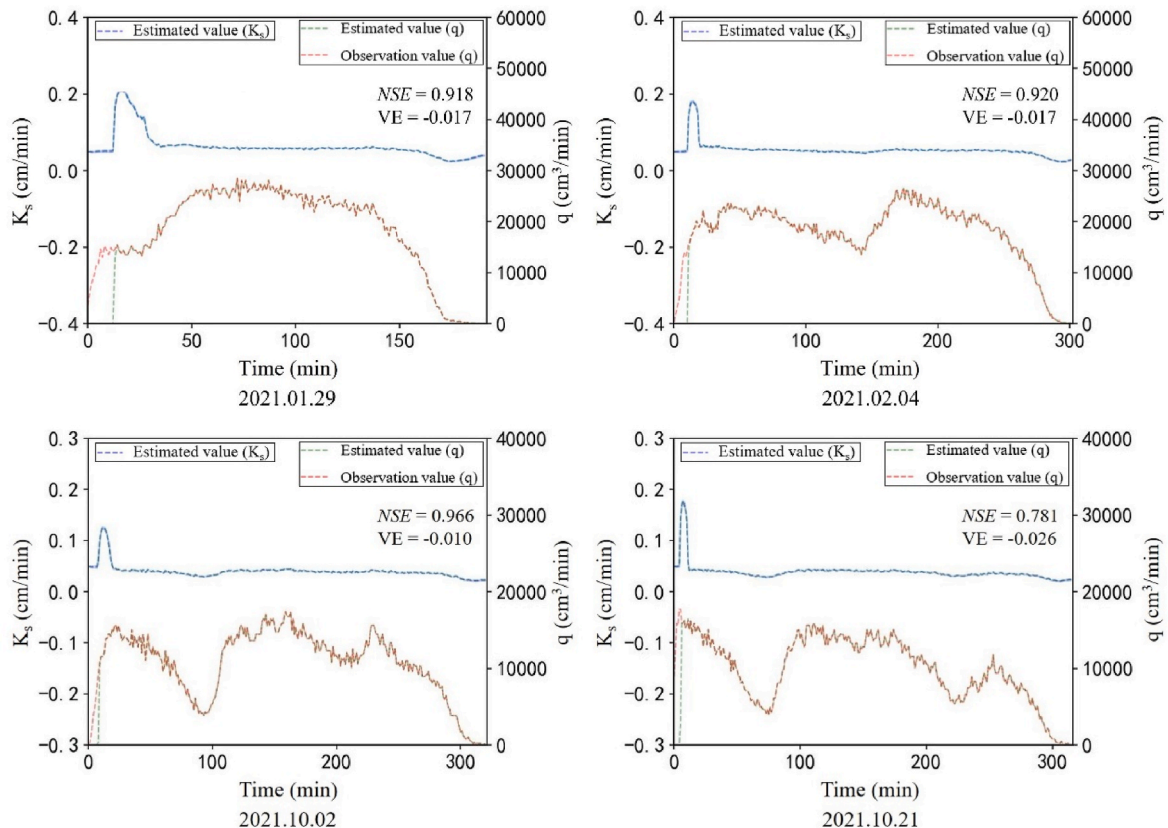 0.4
0.2
0.0
-0.2
-0.4
K_s (cm/min)
Estimated value (K_s)
Estimated value (q)
Observation value (q)
NSE = 0.918
VE = -0.017
60000
50000
40000
30000
20000
10000
0
q (cm³/min)
0 50 100 150
Time (min)
2021.01.29
0.4
0.2
0.0
-0.2
-0.4
K_s (cm/min)
Estimated value (K_s)
Estimated value (q)
Observation value (q)
NSE = 0.920
VE = -0.017
60000
50000
40000
30000
20000
10000
0
q (cm³/min)
0 100 200 300
Time (min)
2021.02.04
0.3
0.2
0.1
0.0
-0.1
-0.2
-0.3
K_s (cm/min)
Estimated value (K_s)
Estimated value (q)
Observation value (q)
NSE = 0.966
VE = -0.010
40000
30000
20000
10000
0
q (cm³/min)
0 100 200 300
Time (min)
2021.10.02
0.3
0.2
0.1
0.0
-0.1
-0.2
-0.3
K_s (cm/min)
Estimated value (K_s)
Estimated value (q)
Observation value (q)
NSE = 0.781
VE = -0.026
40000
30000
20000
10000
0
q (cm³/min)
0 100 200 300
Time (min)
2021.10.21